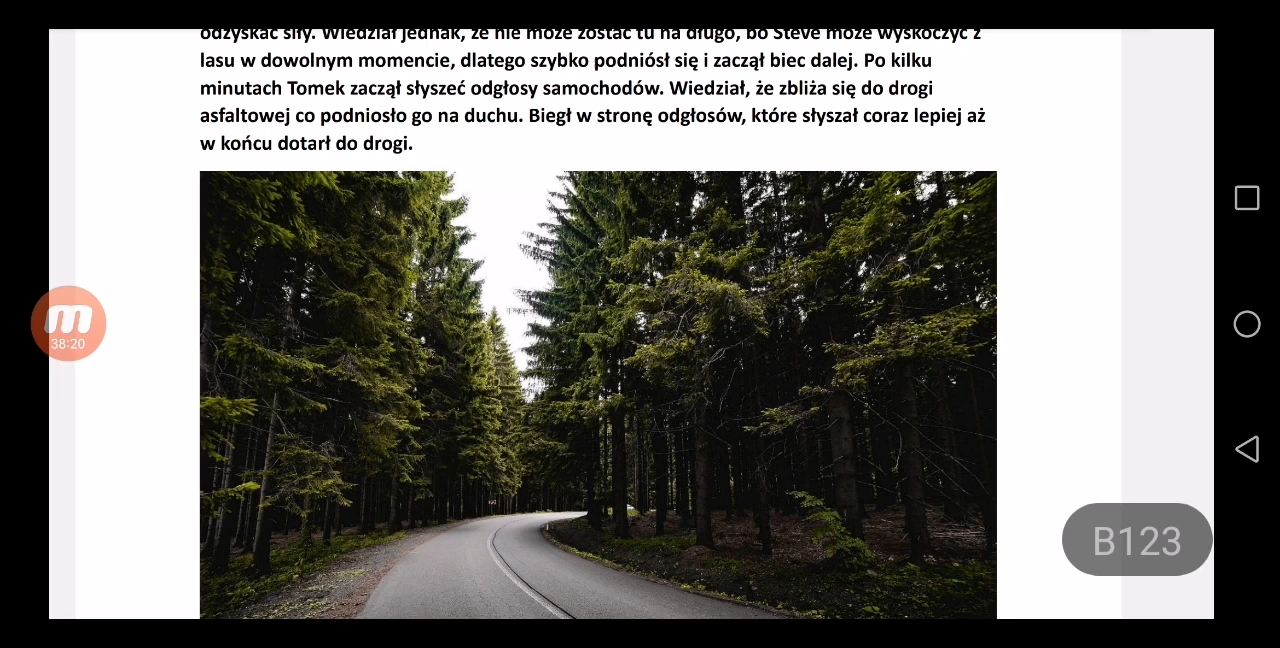 odzyskać siły. Wiedział jednak, że nie może zostać tu na długo, bo Steve może wyskoczyć z
lasu w dowolnym momencie, dlatego szybko podniósł się i zaczął biec dalej. Po kilku
minutach Tomek zaczął słyszeć odgłosy samochodów. Wiedział, że zbliża się do drogi
asfaltowej co podniosło go na duchu. Biegł w stronę odgłosów, które słyszał coraz lepiej aż
w końcu dotarł do drogi.
m
38:20
B123